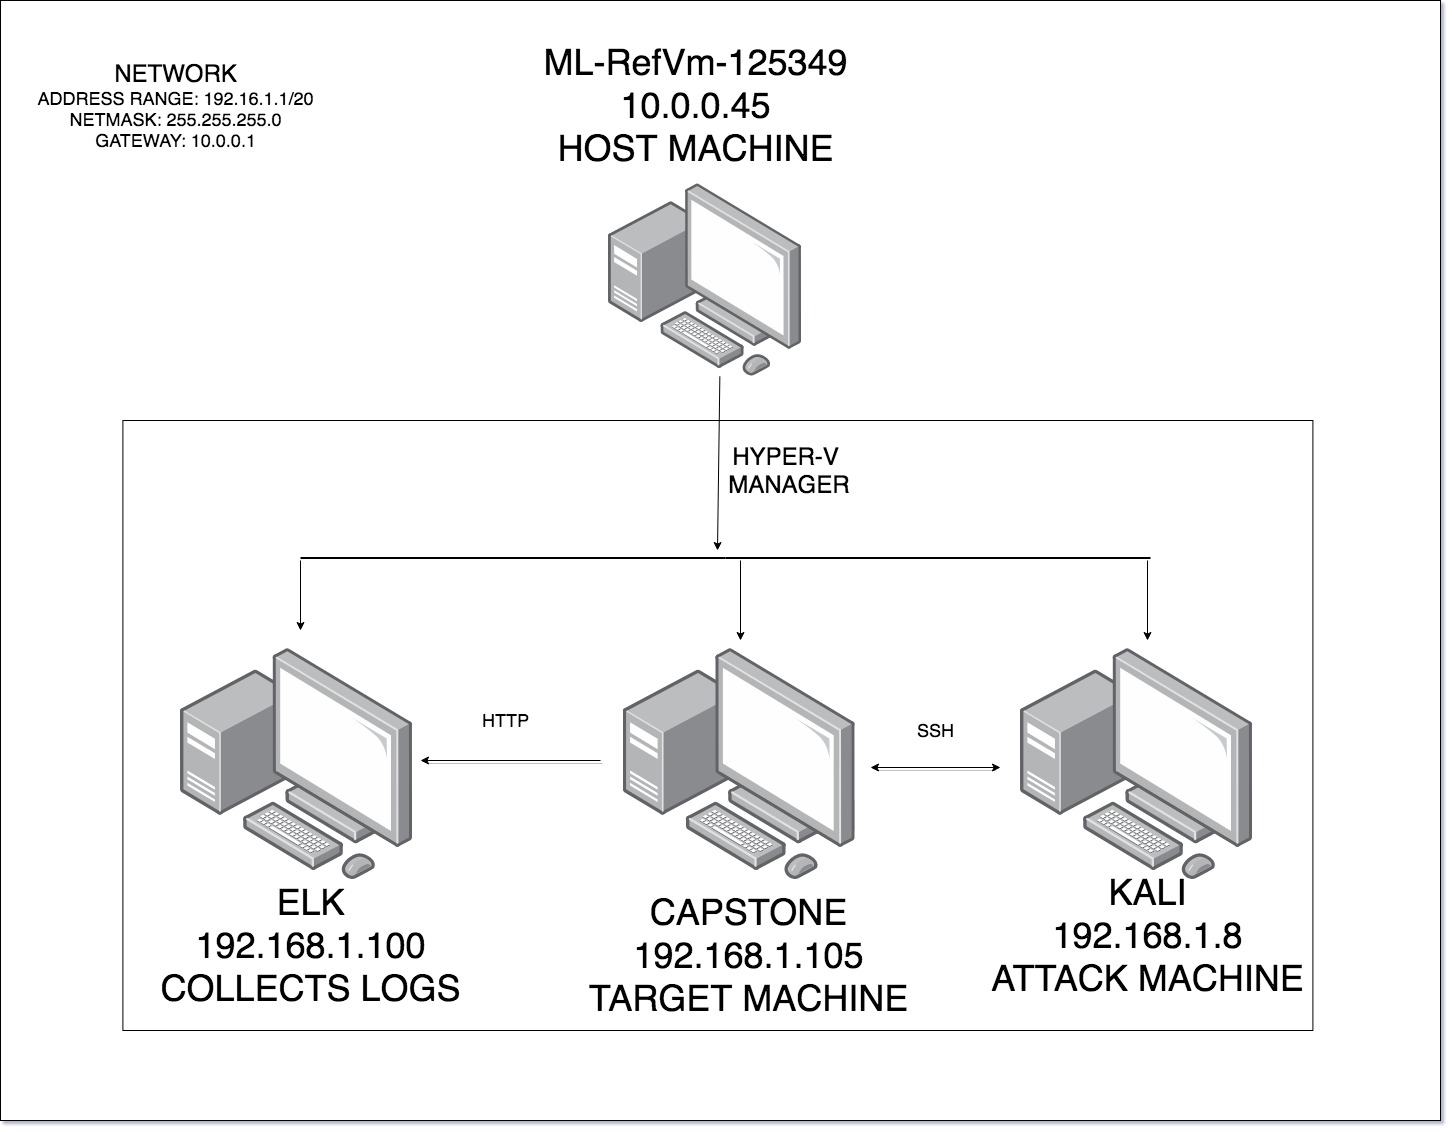 NETWORK
ADDRESS RANGE: 192.16.1.1/20
NETMASK: 255.255.255.0
GATEWAY: 10.0.0.1
ML-RefVm-125349
10.0.0.45
HOST MACHINE
HYPER-V
MANAGER
HTTP
SSH
ELK
192.168.1.100
COLLECTS LOGS
CAPSTONE
192.168.1.105
TARGET MACHINE
KALI
192.168.1.8
ATTACK MACHINE